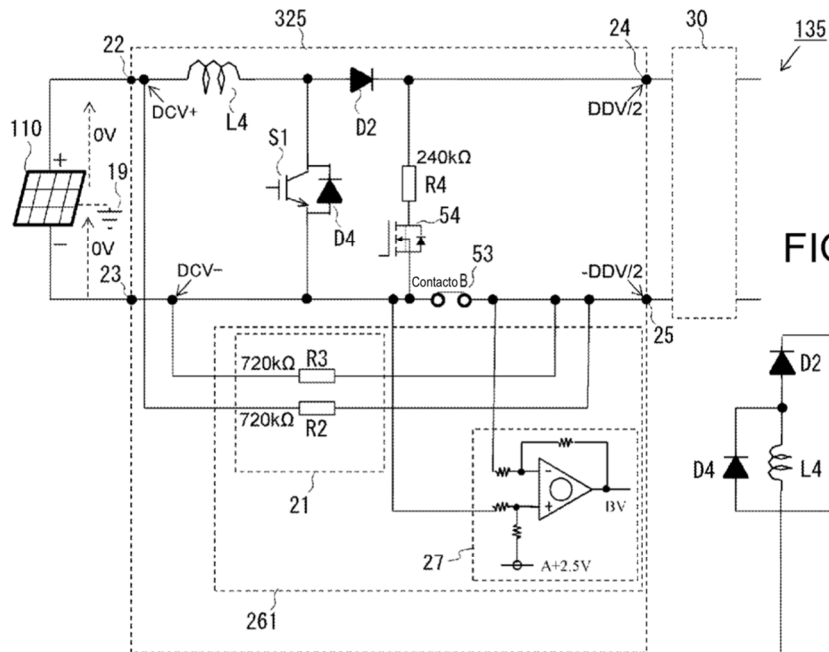 325
22
24
30
135
DCV+
L4
D2
DDV/2
110
0V
S1
240kΩ
R4
+
19
54
D4
−
0V
FIG
23
DCV−
Contacto B
53
-DDV/2
25
720kΩ
R3
720kΩ
R2
21
-
+
BV
27
A+2.5V
261
D2
D4
L4